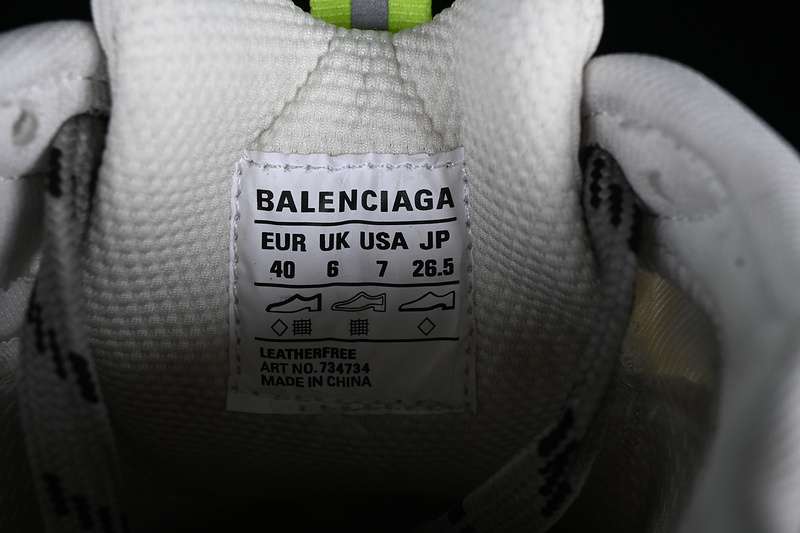 BALENCIAGA
EUR UK USA JP
40 6 7 26.5
LEATHERFREE
ART NO. 734734
MADE IN CHINA